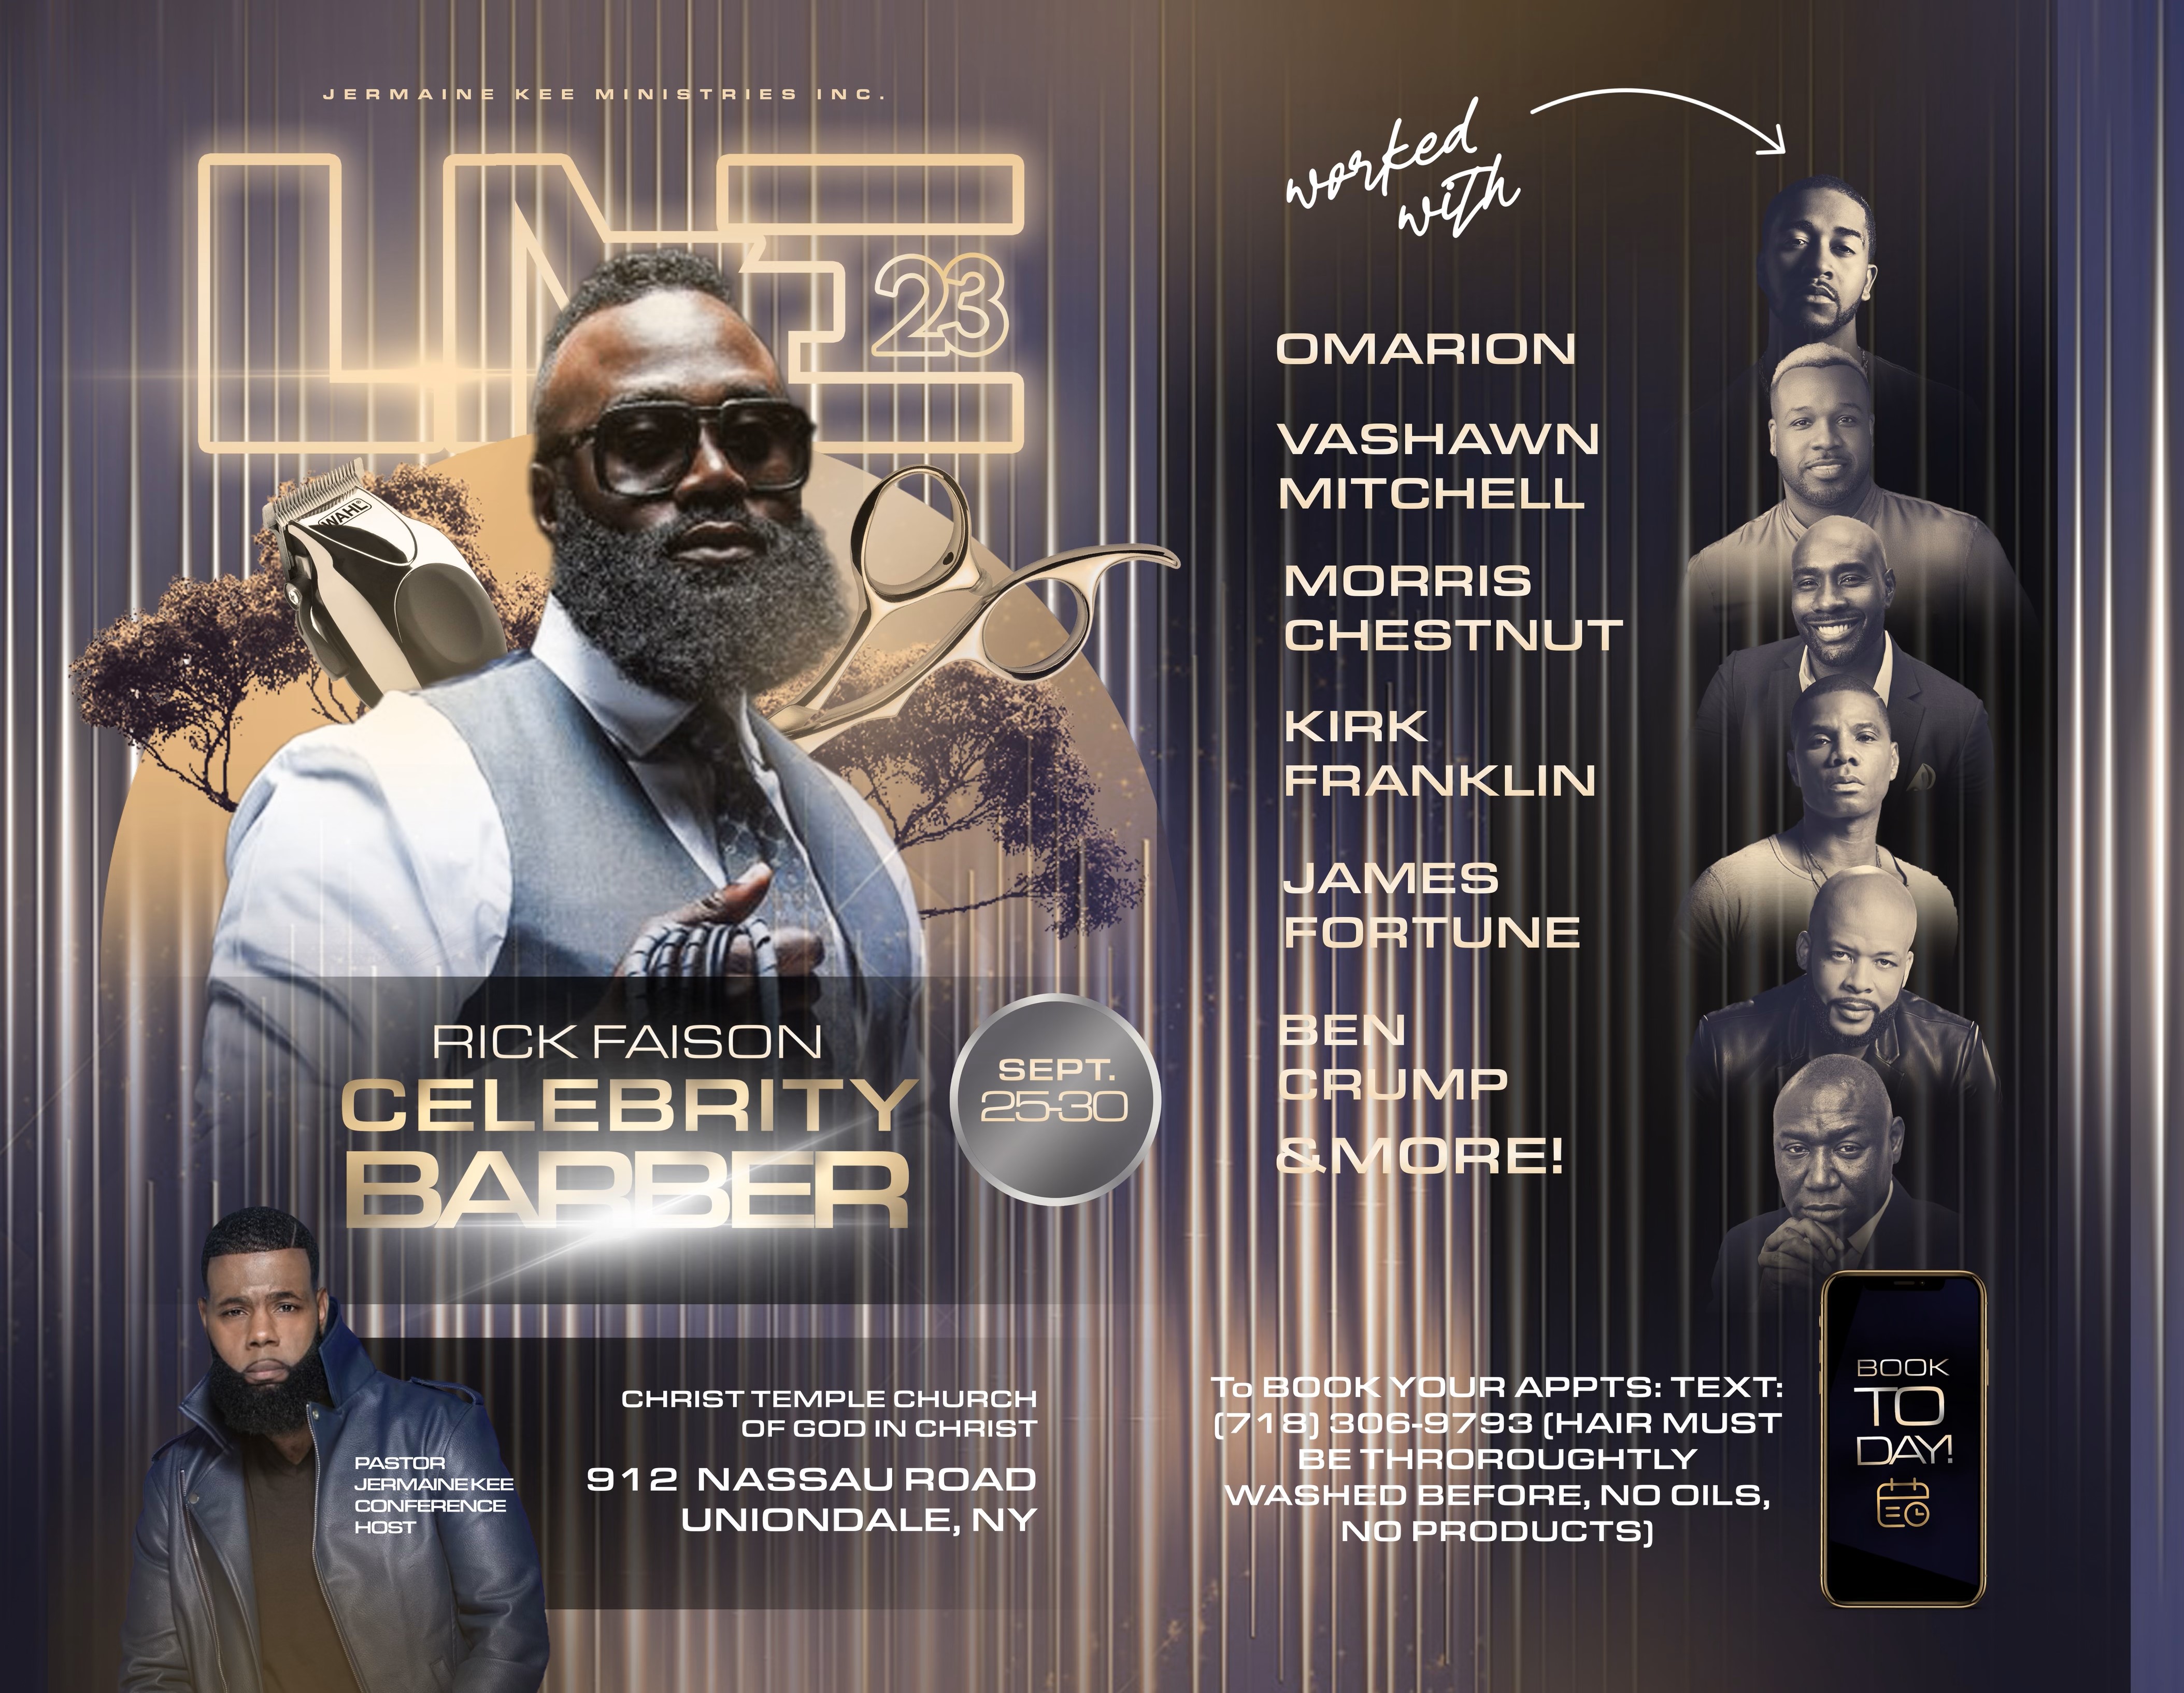 JERMAINE KEE MINISTRIES INC.
LNE
23
WAHL
RICK FAISON
CELEBRITY
BARBER
SEPT.
25-30
PASTOR
JERMAINE KEE
CONFERENCE
HOST
CHRIST TEMPLE CHURCH
OF GOD IN CHRIST
912 NASSAU ROAD
UNIONDALE, NY
worked
with
OMARION
VASHAWN
MITCHELL
MORRIS
CHESTNUT
KIRK
FRANKLIN
JAMES
FORTUNE
BEN
CRUMP
&MORE!
To BOOK YOUR APPTS: TEXT:
(718) 306-9793 (HAIR MUST
BE THROROUGHTLY
WASHED BEFORE, NO OILS,
NO PRODUCTS)
BOOK
TO
DAY!